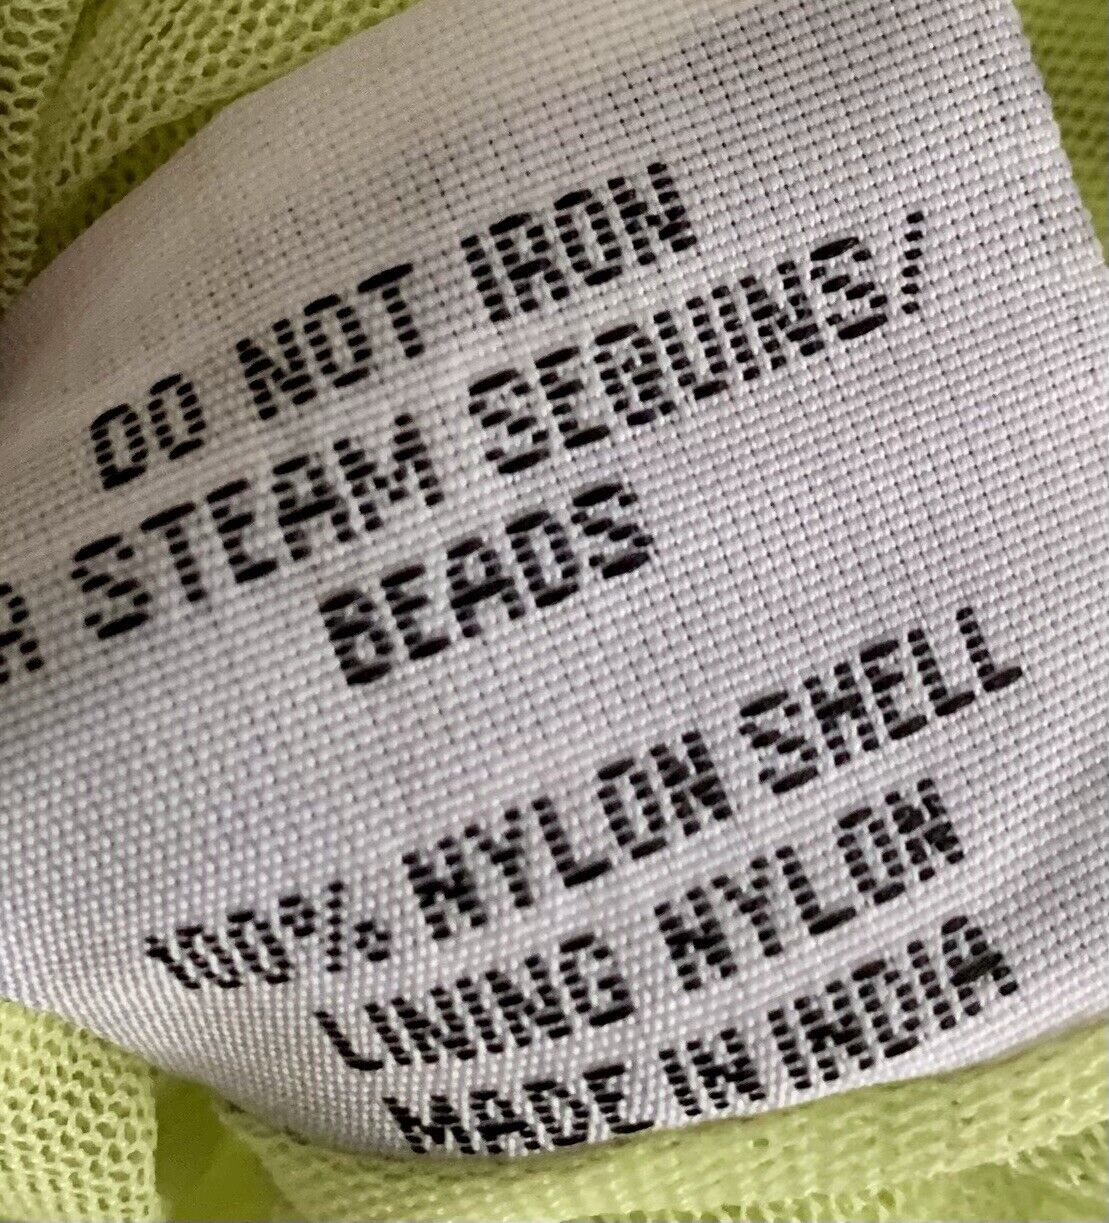 DO NOT IRON
R STEAM SEQUINS/
BEADS
100% NYLON SHELL
LINING NYLON
MADE IN INDIA